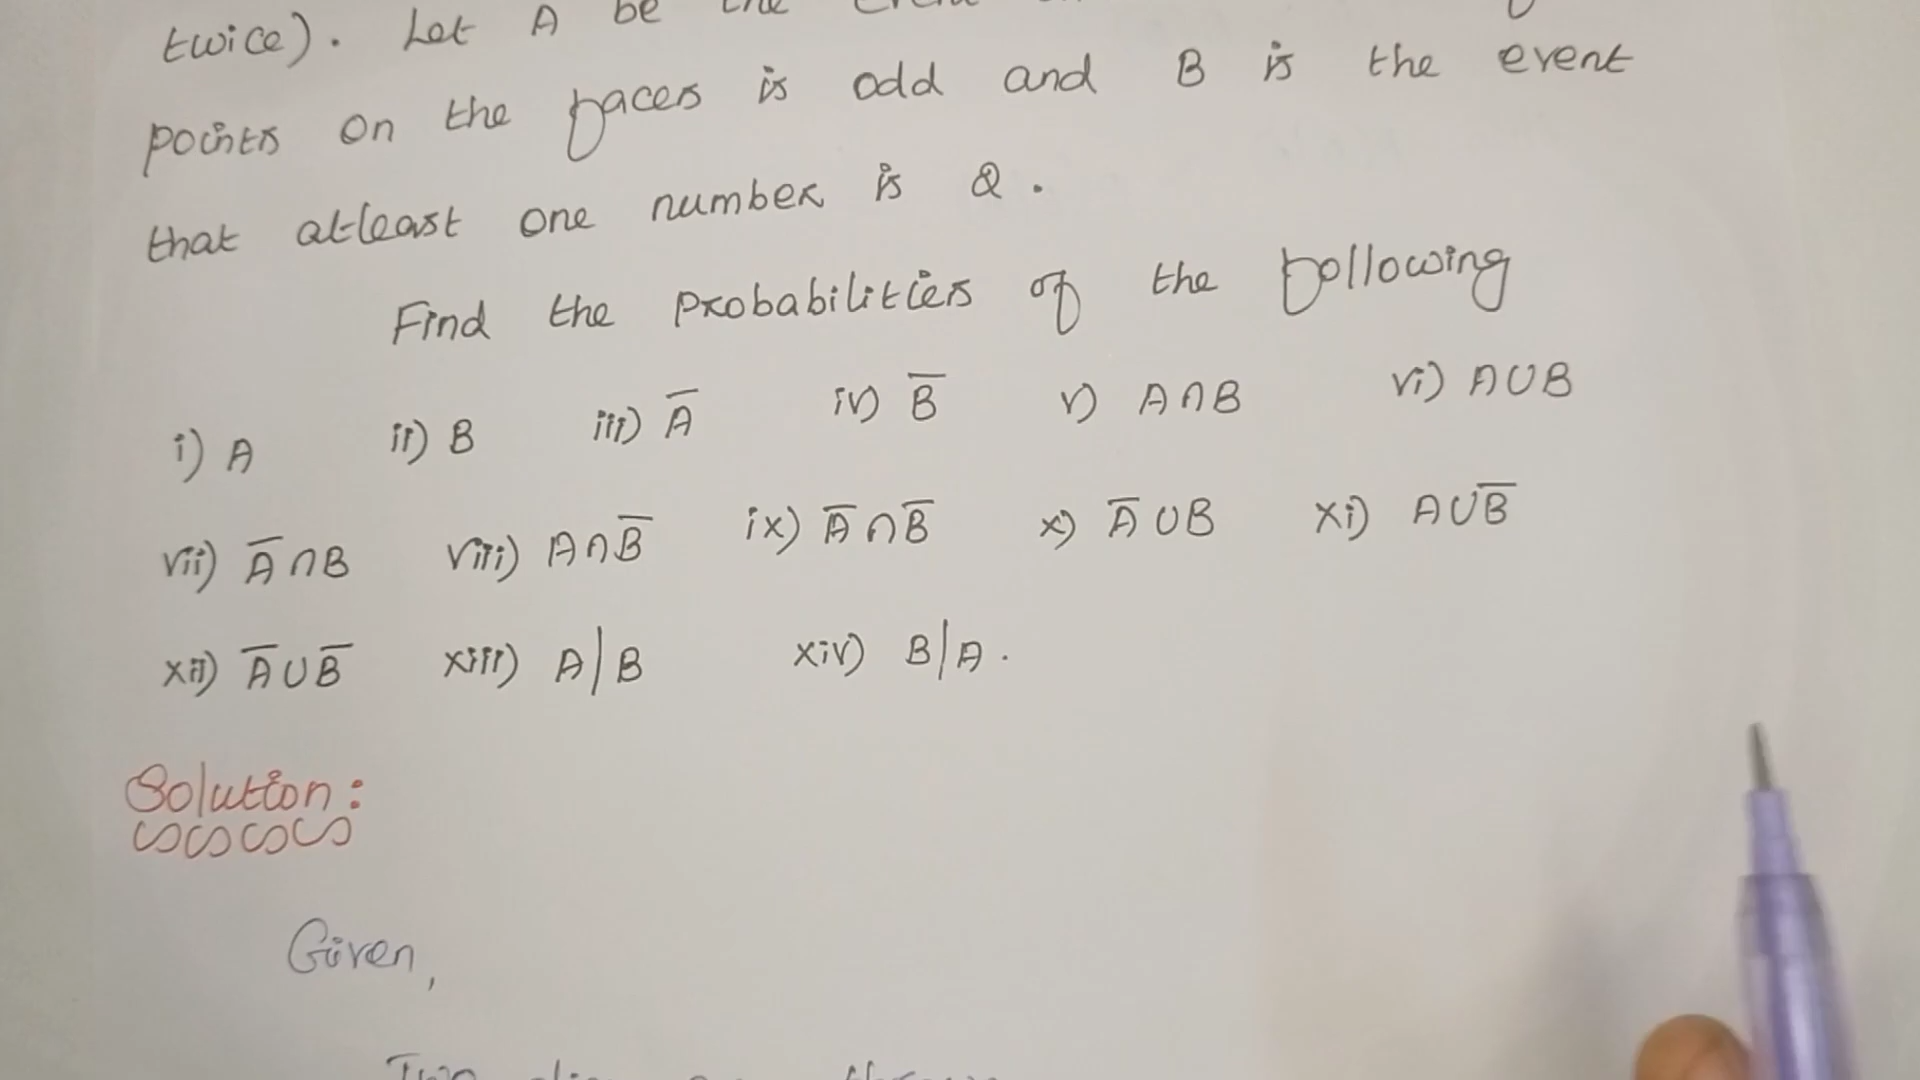 twice). Let A be the
points on the faces is odd and B is the event
that atleast one number is 2.
Find the probabilities of the following
i) A ii) B iii) A̅ iv) B̅ v) A∩B vi) A∪B
vii) A̅∩B viii) A∩B̅ ix) A̅∩B̅ x) A̅∪B xi) A∪B̅
xii) A̅∪B̅ xiii) A|B xiv) B|A.
Solution:
Given,